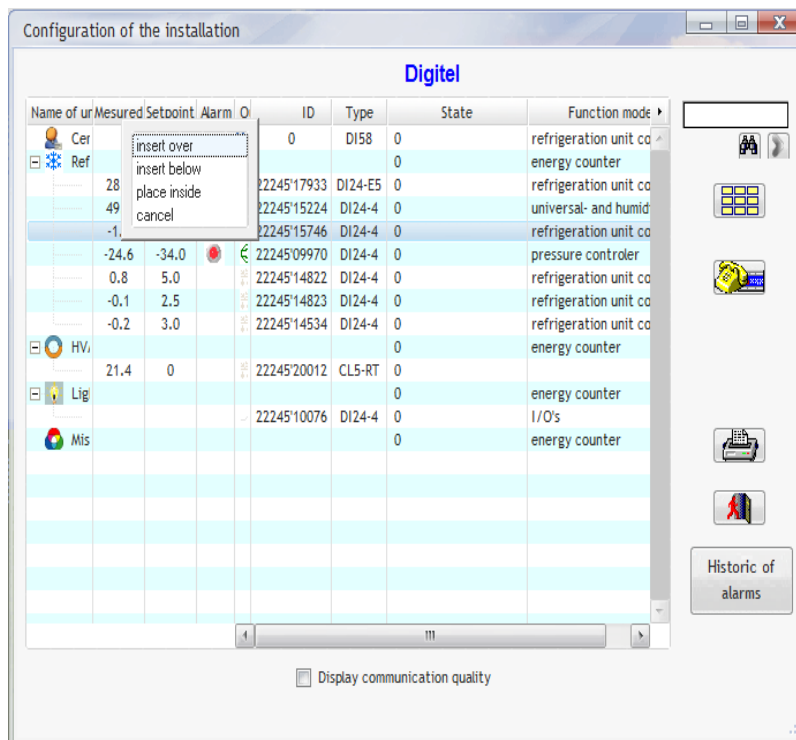 Configuration of the installation
Digitel
Name of ur Mesured Setpoint Alarm O ID Type State Function mode
Cer 0 DI58 0 refrigeration unit co
insert over
insert below
place inside
cancel
Ref 0 energy counter
28 22245'17933 DI24-E5 0 refrigeration unit co
49 22245'15224 DI24-4 0 universal- and humid
-1. 22245'15746 DI24-4 0 refrigeration unit co
-24.6 -34.0 22245'09970 DI24-4 0 pressure controler
0.8 5.0 22245'14822 DI24-4 0 refrigeration unit co
-0.1 2.5 22245'14823 DI24-4 0 refrigeration unit co
-0.2 3.0 22245'14534 DI24-4 0 refrigeration unit co
HVA 0 energy counter
21.4 0 22245'20012 CL5-RT 0
Lig 0 energy counter
22245'10076 DI24-4 0 I/O's
Mis 0 energy counter
Historic of
alarms
Display communication quality